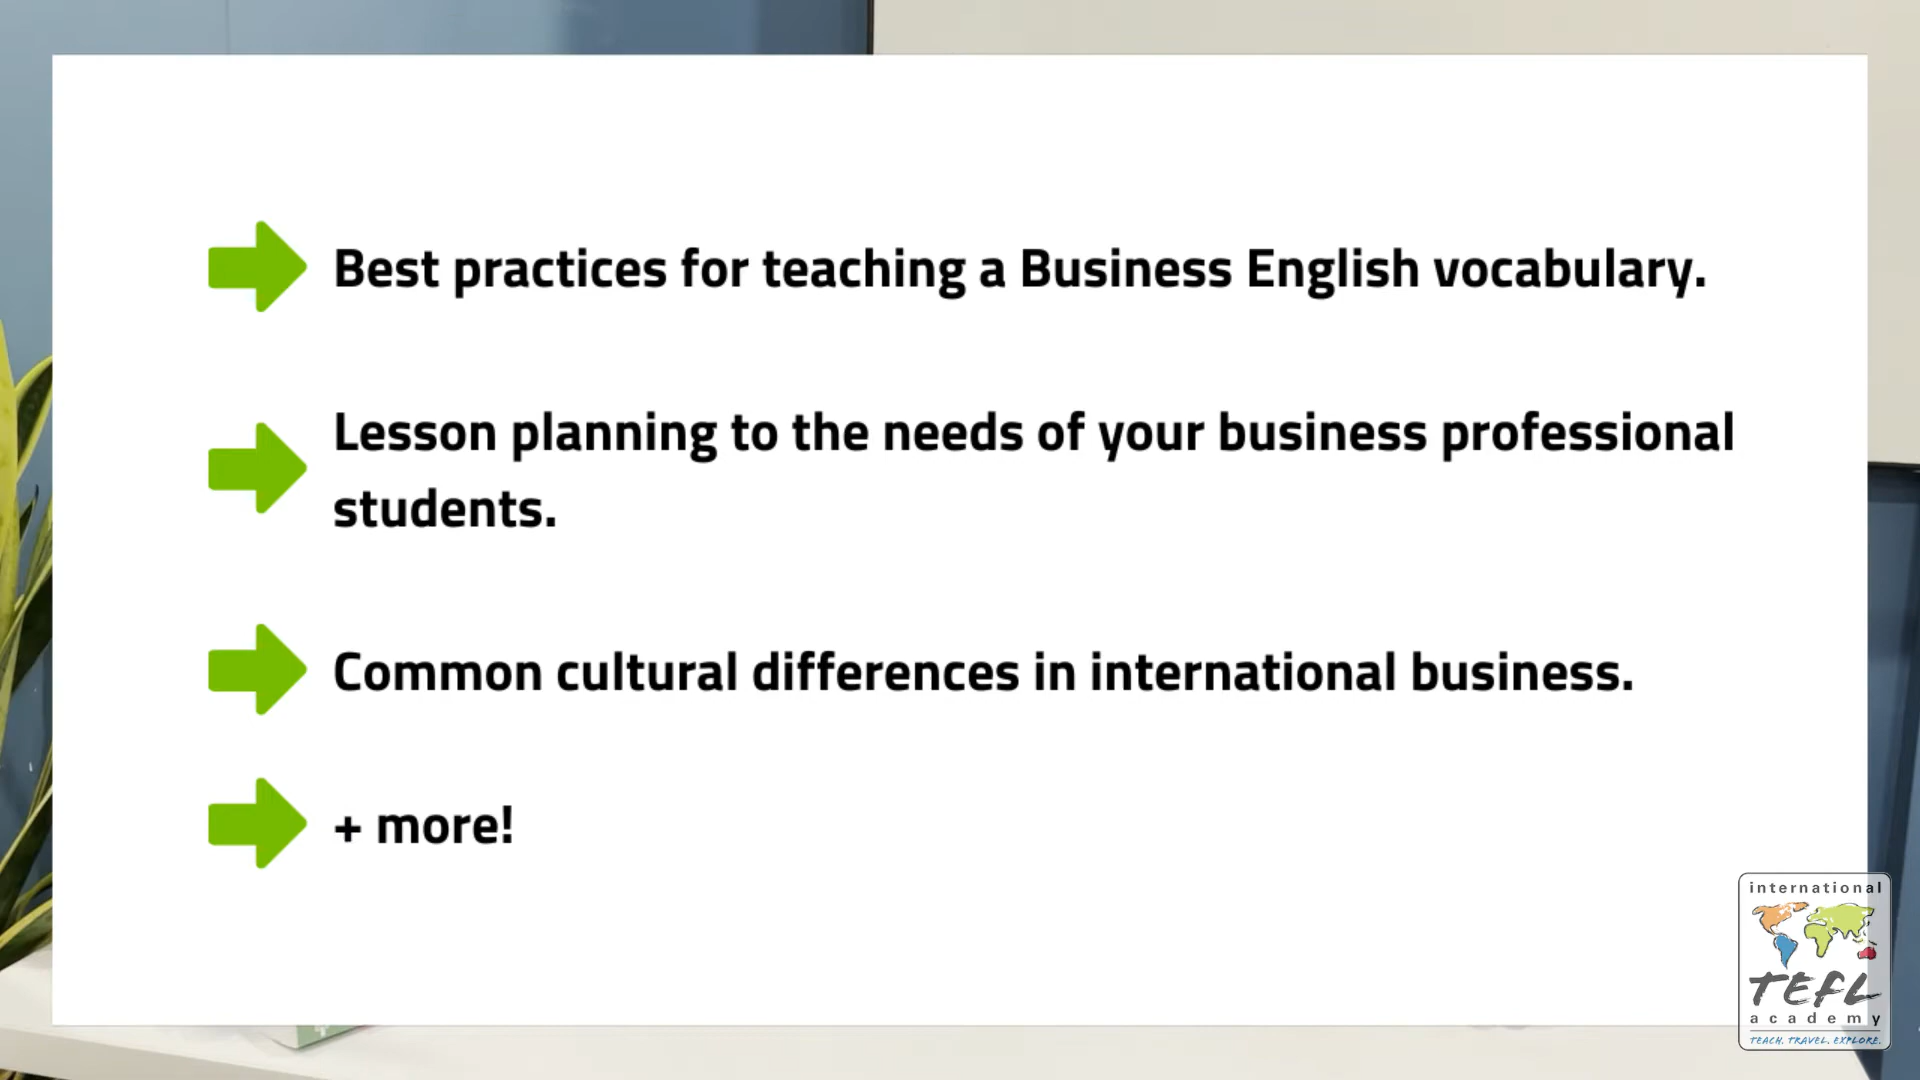 Best practices for teaching a Business English vocabulary.
Lesson planning to the needs of your business professional
students.
Common cultural differences in international business.
+ more!
international
TEFL
academy
TEACH. TRAVEL. EXPLORE.